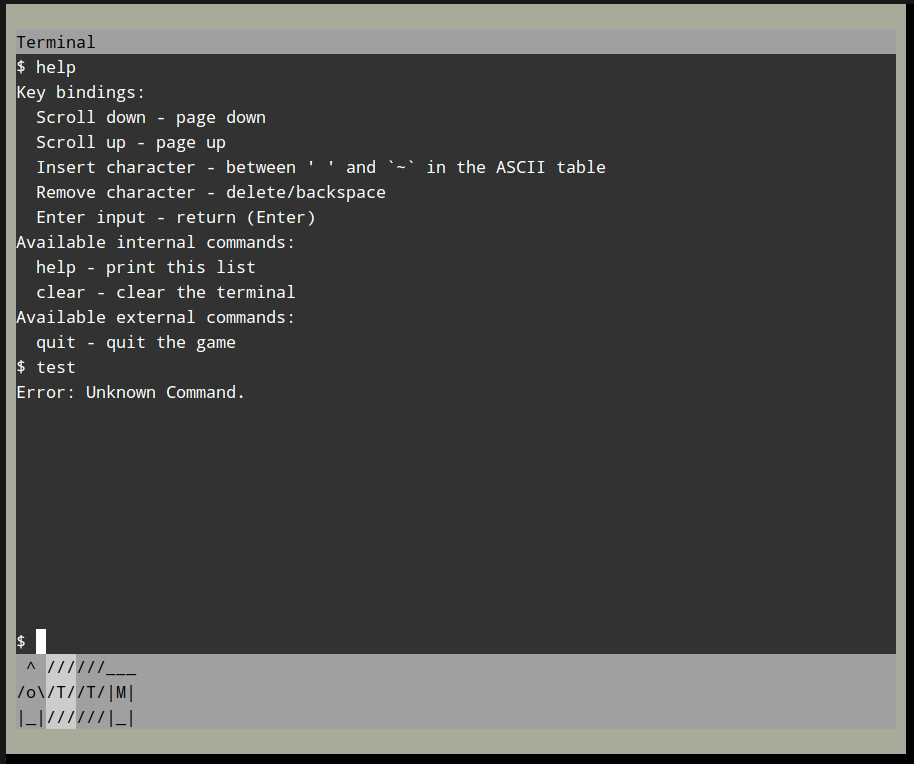 Terminal
$ help
Key bindings:
  Scroll down - page down
  Scroll up - page up
  Insert character - between ' ' and `~` in the ASCII table
  Remove character - delete/backspace
  Enter input - return (Enter)
Available internal commands:
  help - print this list
  clear - clear the terminal
Available external commands:
  quit - quit the game
$ test
Error: Unknown Command.
$
 ^ //////___
/o\/T//T/|M|
|_|//////|_|